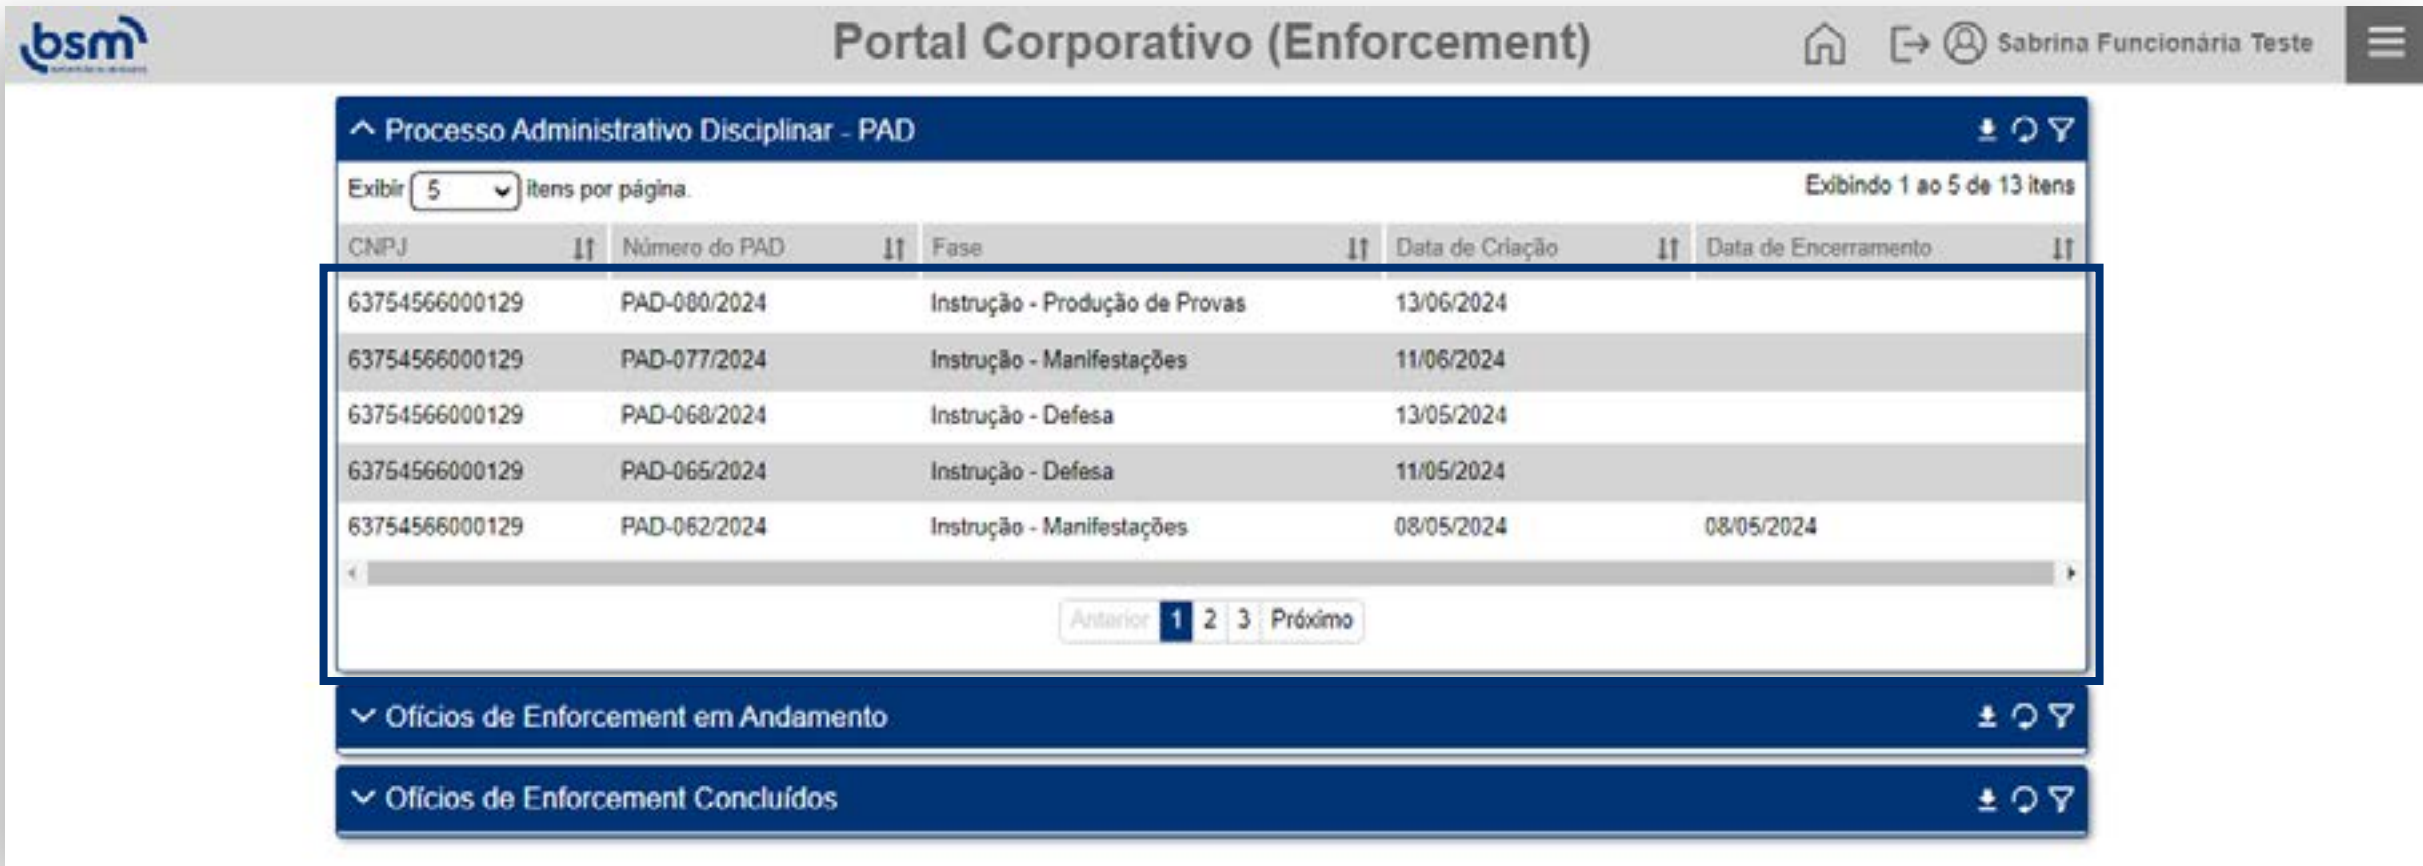 bsm
Portal Corporativo (Enforcement)
Sabrina Funcionária Teste
Processo Administrativo Disciplinar - PAD
Exibir 5 itens por página.
Exibindo 1 ao 5 de 13 itens
CNPJ Número do PAD Fase Data de Criação Data de Encerramento
63754566000129 PAD-080/2024 Instrução - Produção de Provas 13/06/2024
63754566000129 PAD-077/2024 Instrução - Manifestações 11/06/2024
63754566000129 PAD-068/2024 Instrução - Defesa 13/05/2024
63754566000129 PAD-065/2024 Instrução - Defesa 11/05/2024
63754566000129 PAD-062/2024 Instrução - Manifestações 08/05/2024 08/05/2024
Anterior 1 2 3 Próximo
Ofícios de Enforcement em Andamento
Ofícios de Enforcement Concluídos